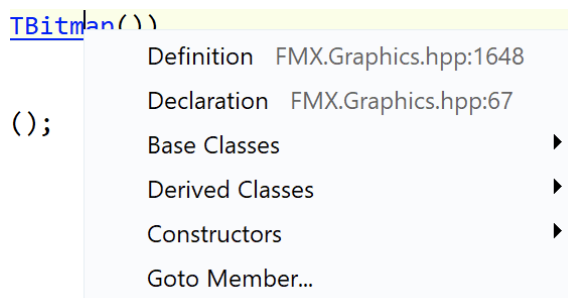 TBitmap())
Definition FMX.Graphics.hpp:1648
Declaration FMX.Graphics.hpp:67
();
Base Classes
Derived Classes
Constructors
Goto Member...